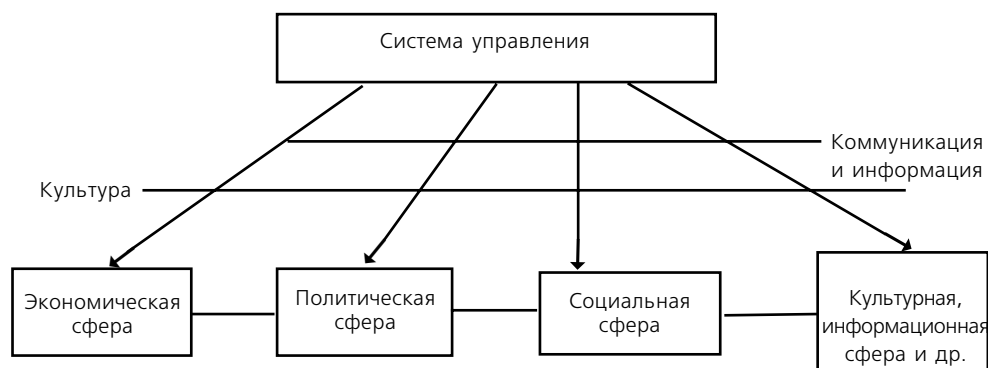 Система управления
Коммуникация
и информация
Культура
Экономическая
сфера
Политическая
сфера
Социальная
сфера
Культурная,
информационная
сфера и др.